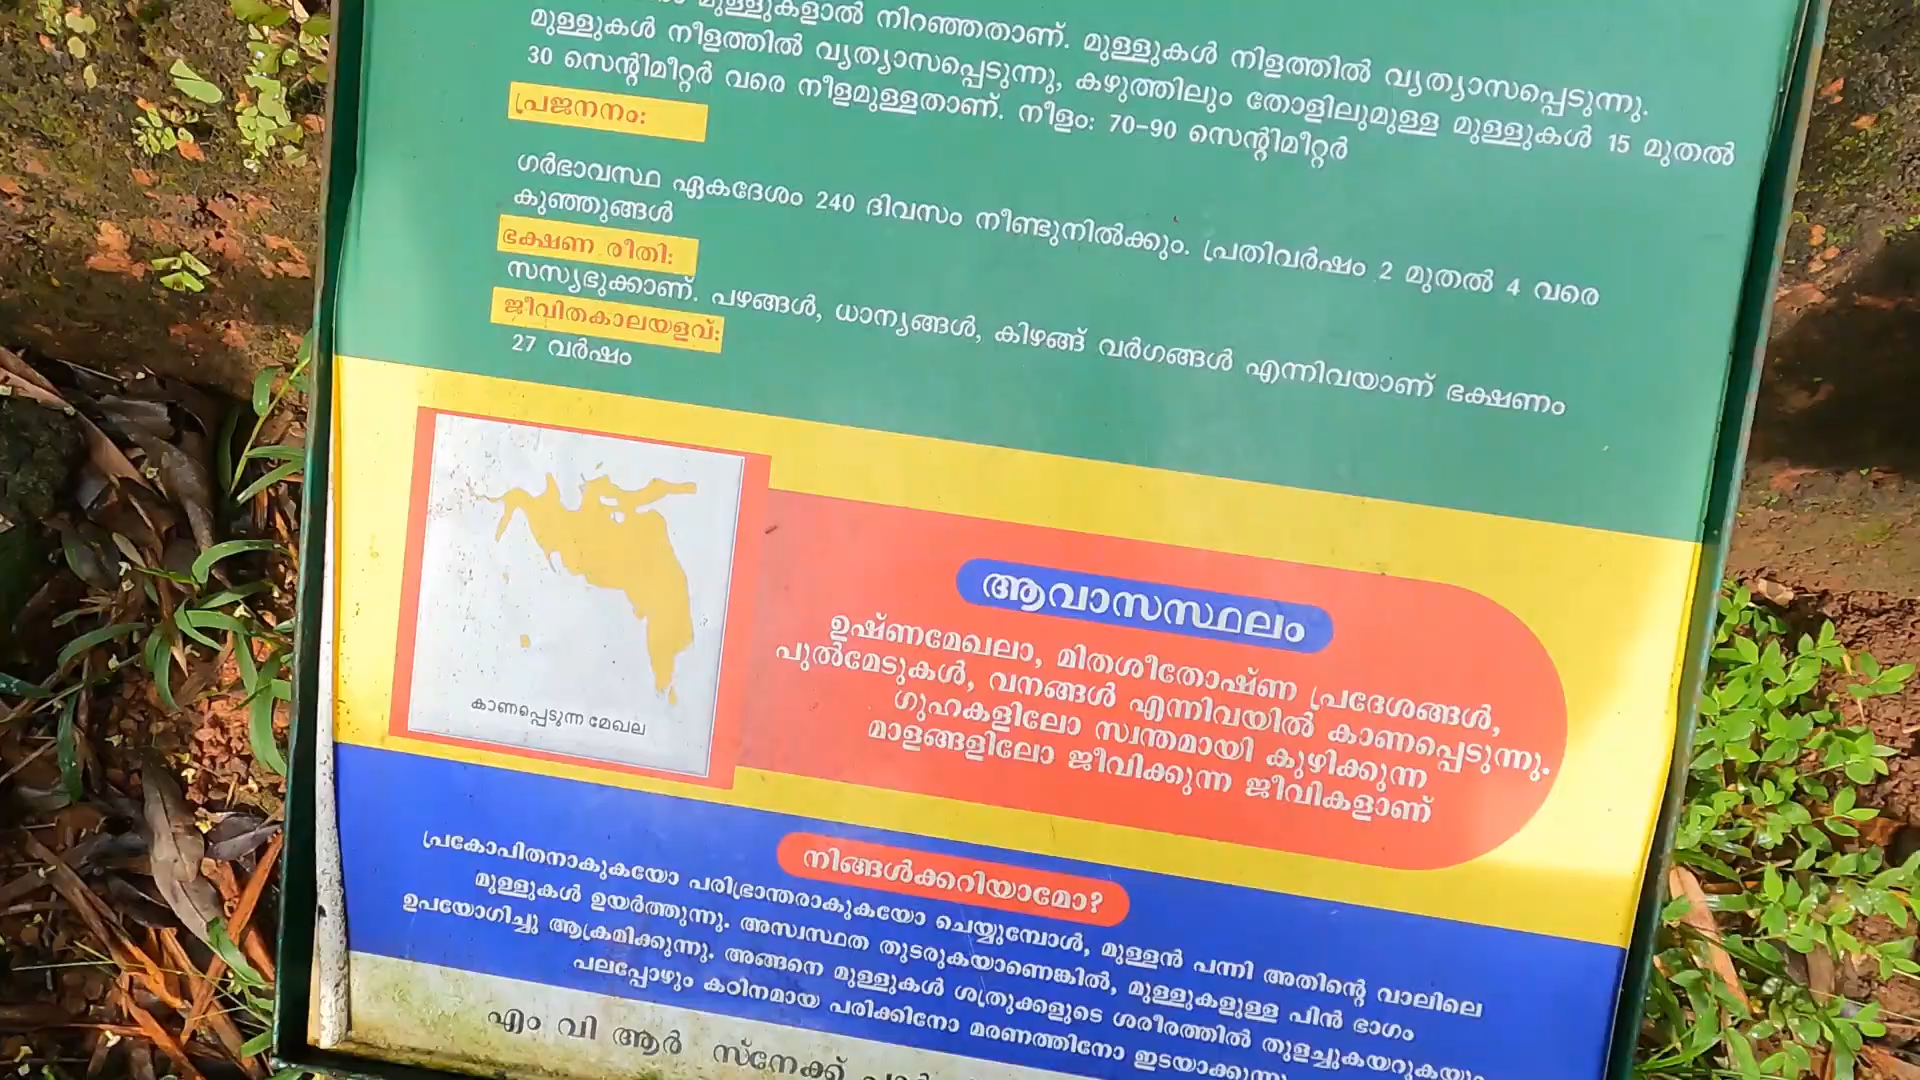 മുള്ളുകളാൽ നിറഞ്ഞതാണ്. മുള്ളുകൾ നിളത്തിൽ വ്യത്യാസപ്പെടുന്നു.
മുള്ളുകൾ നീളത്തിൽ വ്യത്യാസപ്പെടുന്നു, കഴുത്തിലും തോളിലുമുള്ള മുള്ളുകൾ 15 മുതൽ
30 സെന്റിമീറ്റർ വരെ നീളമുള്ളതാണ്. നീളം: 70-90 സെന്റിമീറ്റർ
പ്രജനനം:
ഗർഭാവസ്ഥ ഏകദേശം 240 ദിവസം നീണ്ടുനിൽക്കും. പ്രതിവർഷം 2 മുതൽ 4 വരെ
കുഞ്ഞുങ്ങൾ
ഭക്ഷണ രീതി:
സസ്യഭുക്കാണ്. പഴങ്ങൾ, ധാന്യങ്ങൾ, കിഴങ്ങ് വർഗങ്ങൾ എന്നിവയാണ് ഭക്ഷണം
ജീവിതകാലയളവ്:
27 വർഷം
കാണപ്പെടുന്ന മേഖല
ആവാസസ്ഥലം
ഉഷ്ണമേഖലാ, മിതശീതോഷ്ണ പ്രദേശങ്ങൾ,
പുൽമേടുകൾ, വനങ്ങൾ എന്നിവയിൽ കാണപ്പെടുന്നു.
ഗുഹകളിലോ സ്വന്തമായി കുഴിക്കുന്ന
മാളങ്ങളിലോ ജീവിക്കുന്ന ജീവികളാണ്
നിങ്ങൾക്കറിയാമോ?
പ്രകോപിതനാകുകയോ പരിഭ്രാന്തരാകുകയോ ചെയ്യുമ്പോൾ, മുള്ളൻ പന്നി അതിന്റെ വാലിലെ
മുള്ളുകൾ ഉയർത്തുന്നു. അസ്വസ്ഥത തുടരുകയാണെങ്കിൽ, മുള്ളുകളുള്ള പിൻ ഭാഗം
ഉപയോഗിച്ചു ആക്രമിക്കുന്നു. അങ്ങനെ മുള്ളുകൾ ശത്രുക്കളുടെ ശരീരത്തിൽ തുളച്ചുകയറുകയും
പലപ്പോഴും കഠിനമായ പരിക്കിനോ മരണത്തിനോ ഇടയാക്കുന്നു
എം വി ആർ സ്നേക്ക്